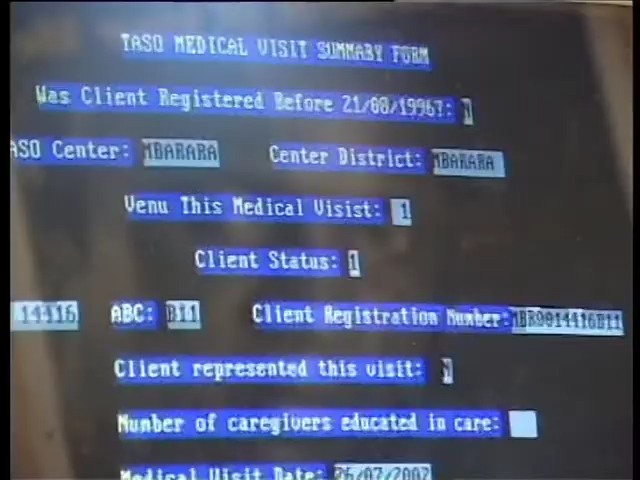 TASO MEDICAL VISIT SUMMARY FORM
Was Client Registered Before 21/08/1996?:
ASO Center: MBARARA Center District: MBARARA
Venu This Medical Visist: 1
Client Status: 1
14416 ABC: B11 Client Registration Number: MBR0014416B11
Client represented this visit:
Number of caregivers educated in care:
Medical Visit Date: 26/07/2002